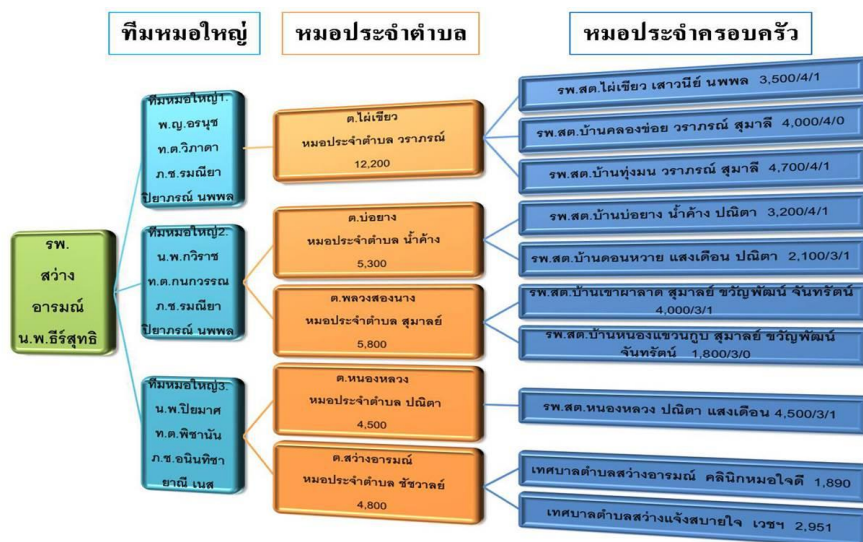 ทีมหมอใหญ่
หมอประจำตำบล
หมอประจำครอบครัว
รพ.
สว่าง
อารมณ์
น.พ.ธีร์สุทธิ
ทีมหมอใหญ่1.
พ.ญ.อรนุช
ท.ต.วิภาดา
ภ.ช.รมณียา
ปิยาภรณ์ นพพล
ต.ไผ่เขียว
หมอประจำตำบล วราภรณ์
12,200
รพ.สต.ไผ่เขียว เสาวนีย์ นพพล 3,500/4/1
รพ.สต.บ้านคลองข่อย วราภรณ์ สุมาลี 4,000/4/0
รพ.สต.บ้านทุ่งมน วราภรณ์ สุมาลี 4,700/4/1
ทีมหมอใหญ่2.
น.พ.กวิราช
ท.ต.กนกวรรณ
ภ.ช.รมณียา
ปิยาภรณ์ นพพล
ต.บ่อยาง
หมอประจำตำบล น้ำค้าง
5,300
รพ.สต.บ้านบ่อยาง น้ำค้าง ปณิตา 3,200/4/1
รพ.สต.บ้านดอนหวาย แสงเดือน ปณิตา 2,100/3/1
ต.พลวงสองนาง
หมอประจำตำบล สุมาลย์
5,800
รพ.สต.บ้านเขาผาลาด สุมาลย์ ขวัญพัฒน์ จันทรัตน์
4,000/3/1
รพ.สต.บ้านหนองแขวนกูบ สุมาลย์ ขวัญพัฒน์
จันทรัตน์ 1,800/3/0
ทีมหมอใหญ่3.
น.พ.ปิยมาศ
ท.ต.พิชานัน
ภ.ช.อนินทิชา
ยาณี เนส
ต.หนองหลวง
หมอประจำตำบล ปณิตา
4,500
รพ.สต.หนองหลวง ปณิตา แสงเดือน 4,500/3/1
ต.สว่างอารมณ์
หมอประจำตำบล ชัชวาลย์
4,800
เทศบาลตำบลสว่างอารมณ์ คลินิกหมอใจดี 1,890
เทศบาลตำบลสว่างแจ้งสบายใจ เวชฯ 2,951